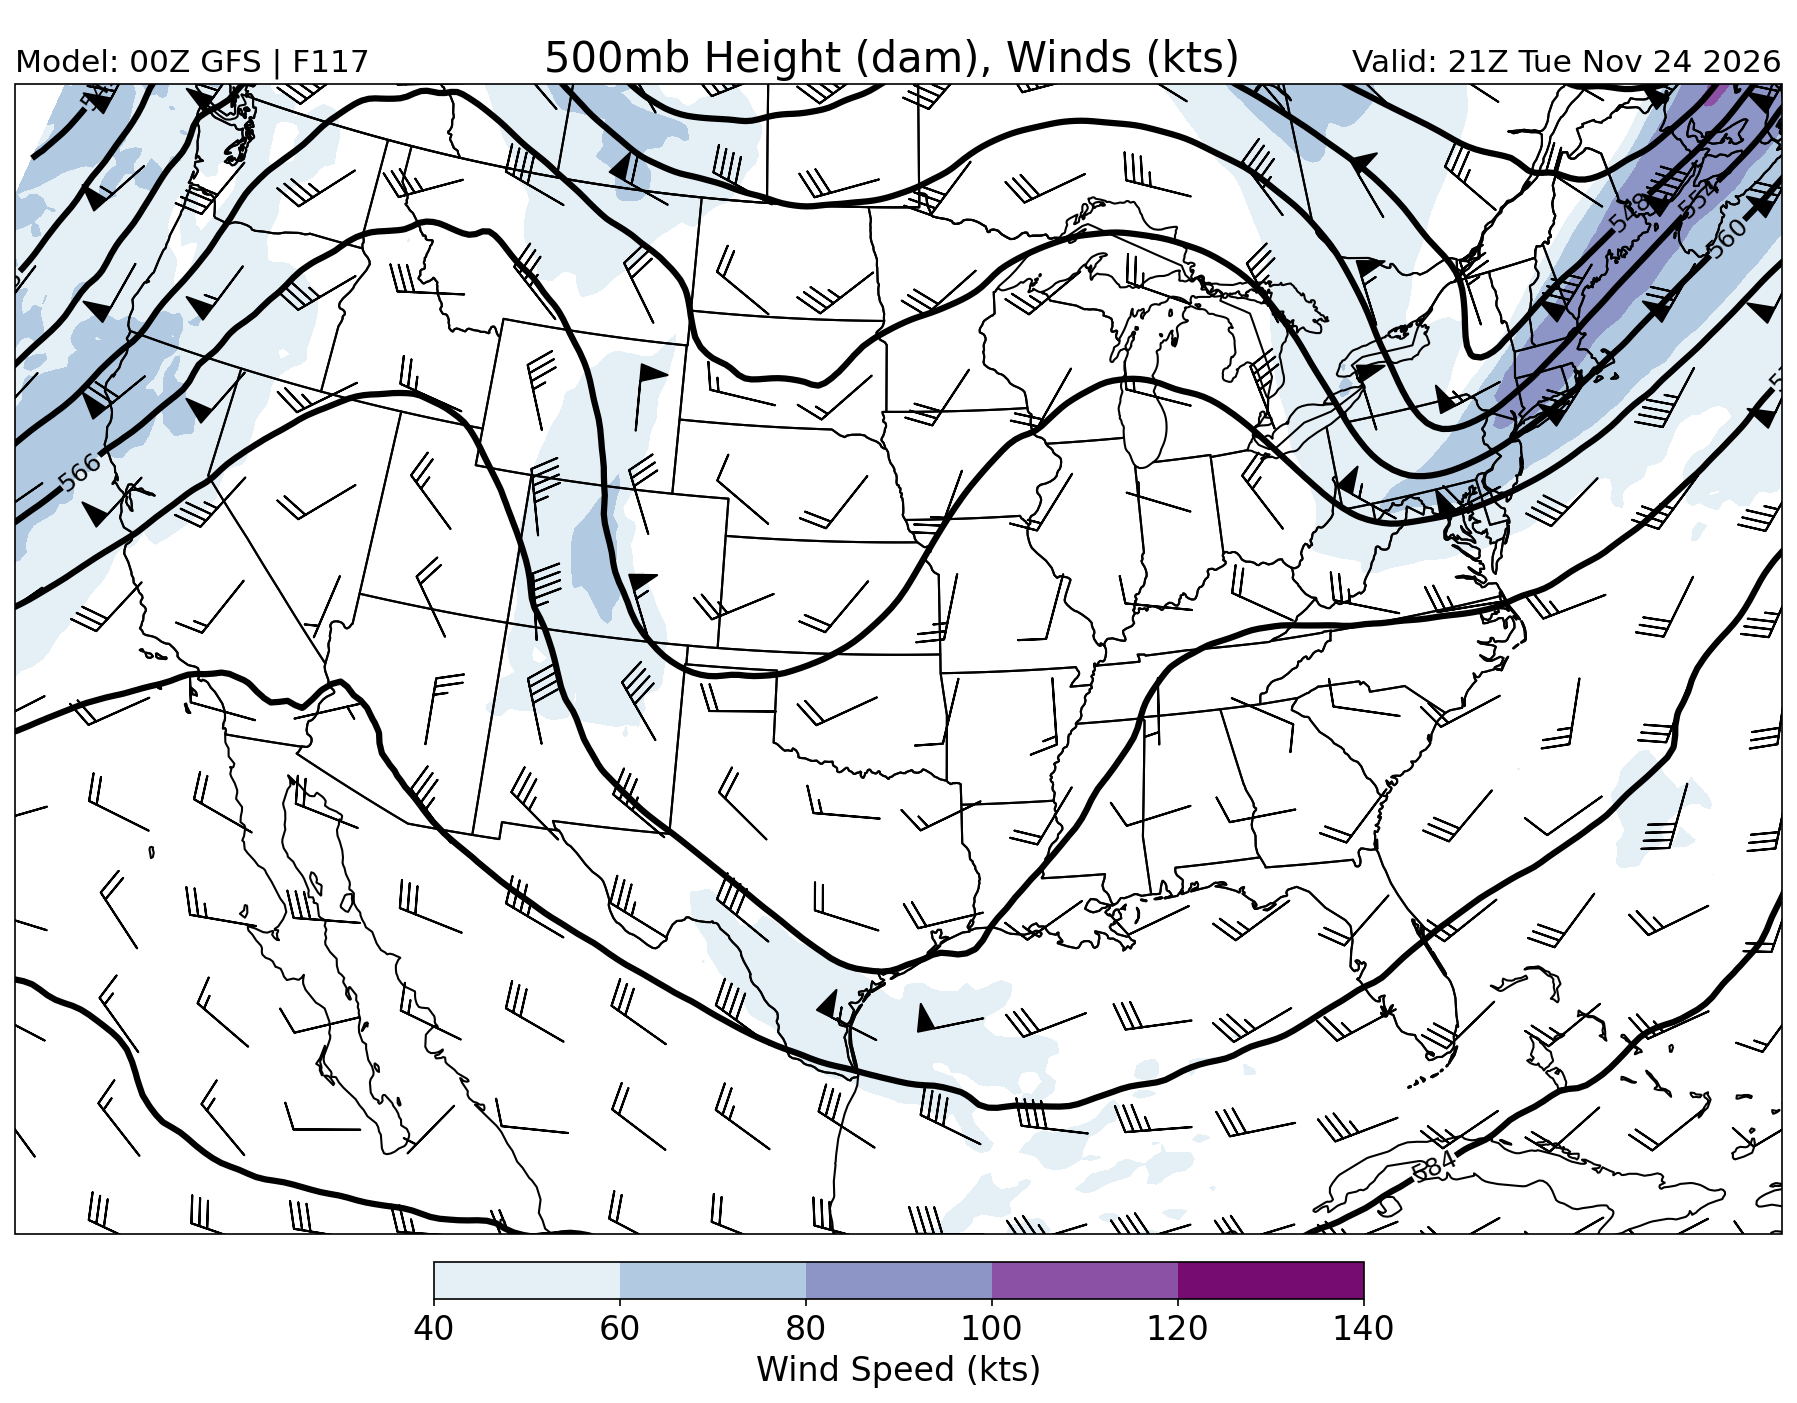 Model: 00Z GFS | F117
500mb Height (dam), Winds (kts)
Valid: 21Z Tue Nov 24 2026
548
554
560
566
584
40 60 80 100 120 140
Wind Speed (kts)